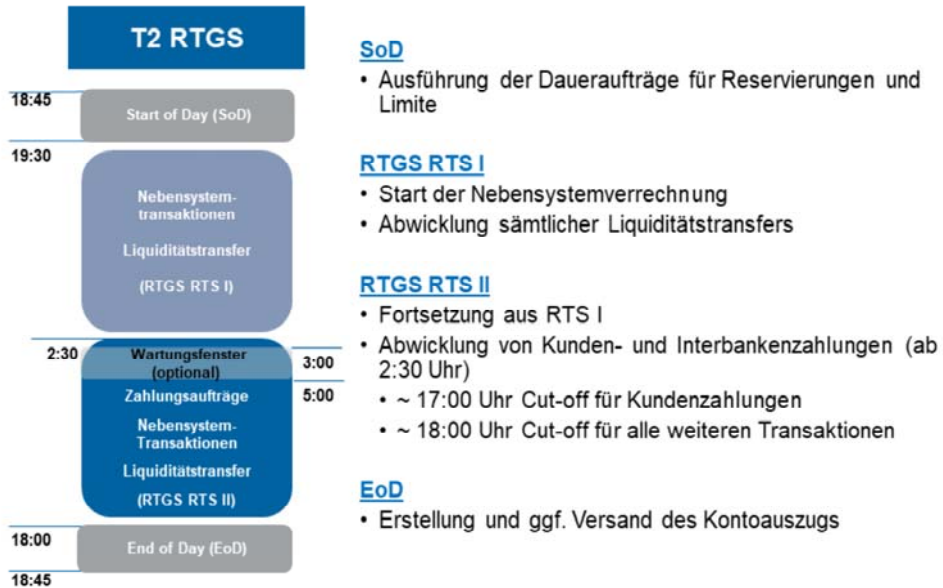 T2 RTGS
18:45
Start of Day (SoD)
19:30
Nebensystem-
transaktionen
Liquiditätstransfer
(RTGS RTS I)
2:30
Wartungsfenster
(optional)
3:00
Zahlungsaufträge
5:00
Nebensystem-
Transaktionen
Liquiditätstransfer
(RTGS RTS II)
18:00
End of Day (EoD)
18:45
SoD
• Ausführung der Daueraufträge für Reservierungen und
Limite
RTGS RTS I
• Start der Nebensystemverrechnung
• Abwicklung sämtlicher Liquiditätstransfers
RTGS RTS II
• Fortsetzung aus RTS I
• Abwicklung von Kunden- und Interbankenzahlungen (ab
2:30 Uhr)
• ~ 17:00 Uhr Cut-off für Kundenzahlungen
• ~ 18:00 Uhr Cut-off für alle weiteren Transaktionen
EoD
• Erstellung und ggf. Versand des Kontoauszugs